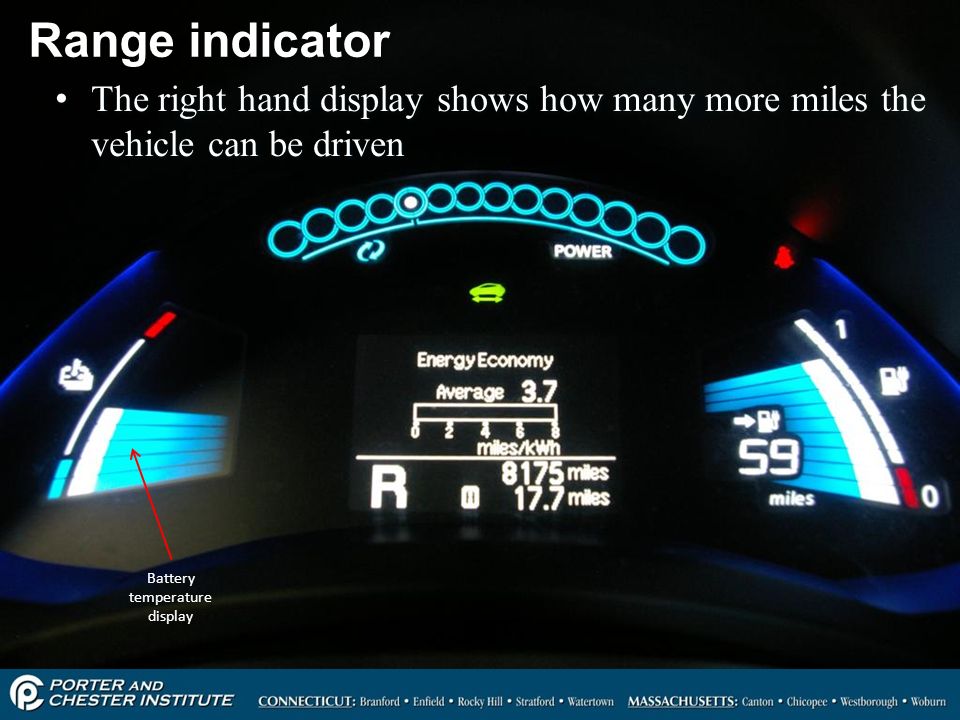 Range indicator
• The right hand display shows how many more miles the
vehicle can be driven
POWER
Energy Economy
Average 3.7
0 2 4 6 8
miles/kWh
R
8175 miles
17.7 miles
1
59
miles
0
Battery
temperature
display
PORTER AND
CHESTER INSTITUTE
CONNECTICUT: Branford • Enfield • Rocky Hill • Stratford • Watertown MASSACHUSETTS: Canton • Chicopee • Westborough • Woburn